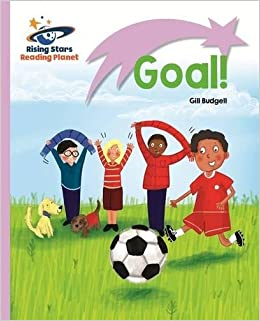 Rising Stars
Reading Planet
Goal!
Gill Budgell